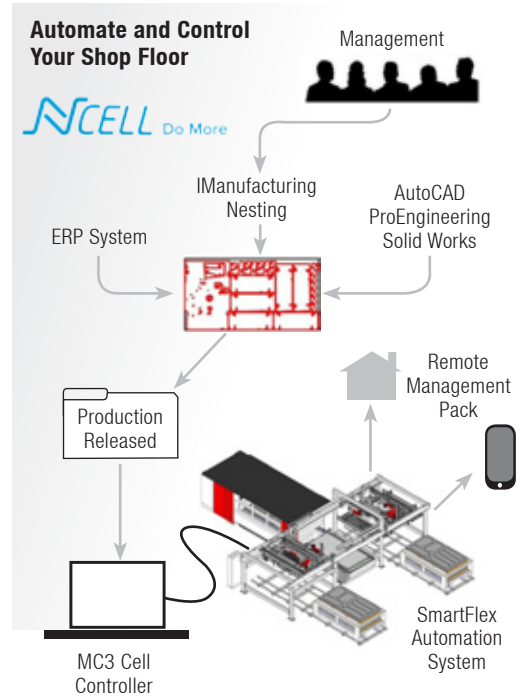 Automate and Control
Your Shop Floor
NCELL Do More
Management
IManufacturing
Nesting
AutoCAD
ProEngineering
Solid Works
ERP System
Remote
Management
Pack
Production
Released
SmartFlex
Automation
System
MC3 Cell
Controller